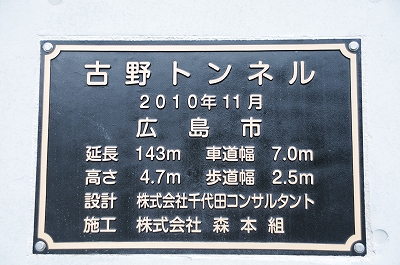 古野トンネル
2010年11月
広島市
延長 143m 車道幅 7.0m
高さ 4.7m 歩道幅 2.5m
設計 株式会社千代田コンサルタント
施工 株式会社 森本組